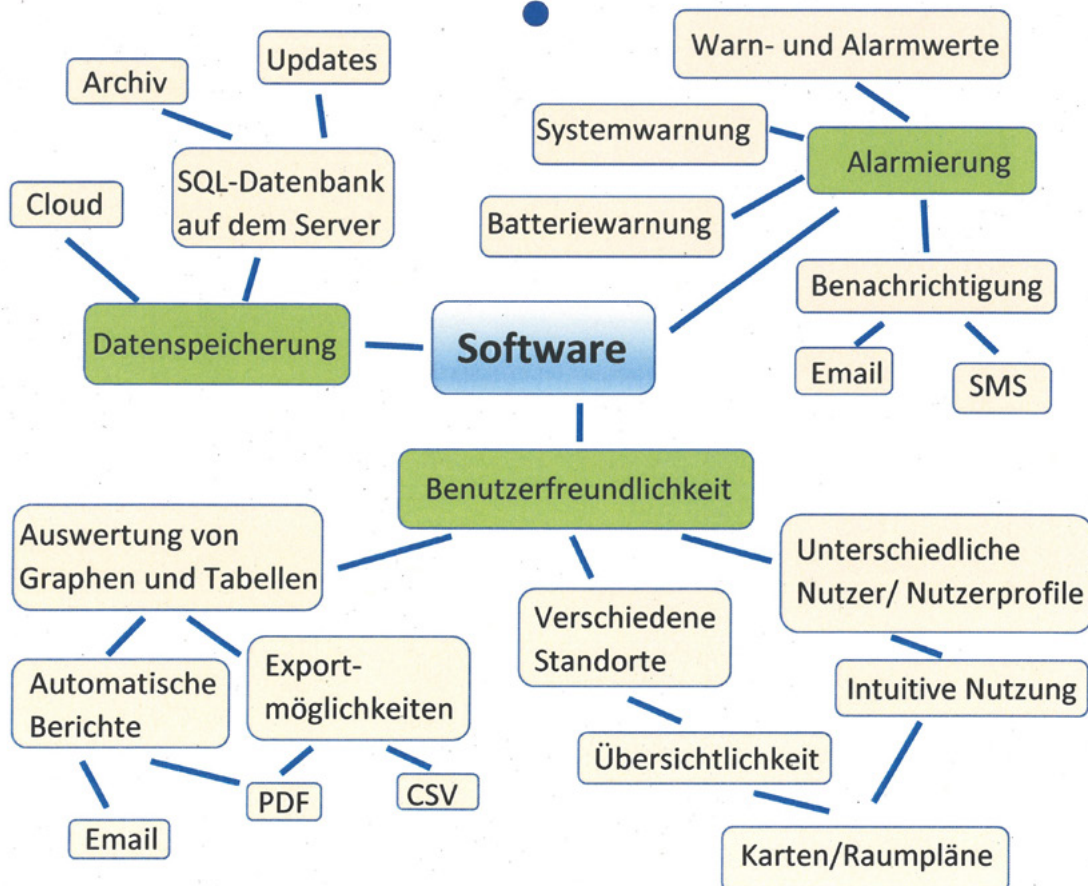 Updates
Archiv
SQL-Datenbank
auf dem Server
Cloud
Datenspeicherung
Software
Warn- und Alarmwerte
Systemwarnung
Alarmierung
Batteriewarnung
Benachrichtigung
Email
SMS
Benutzerfreundlichkeit
Auswertung von
Graphen und Tabellen
Automatische
Berichte
Export-
möglichkeiten
Email
PDF
CSV
Verschiedene
Standorte
Übersichtlichkeit
Unterschiedliche
Nutzer/ Nutzerprofile
Intuitive Nutzung
Karten/Raumpläne